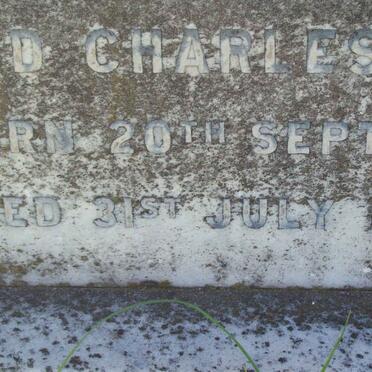 D CHARLES
RN 20TH SEPT
ED 31ST JULY